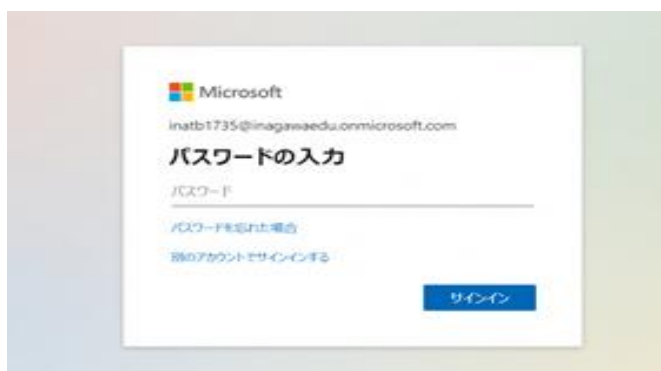 Microsoft
inatb1735@inagawaedu.onmicrosoft.com
パスワードの入力
パスワード
パスワードを忘れた場合
別のアカウントでサインインする
サインイン